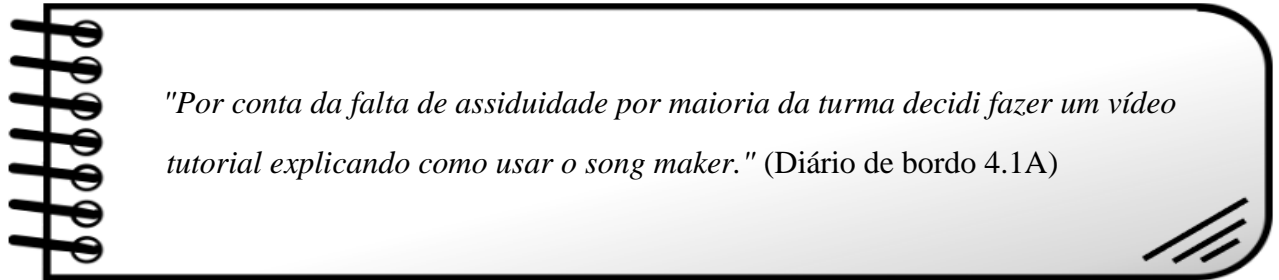 "Por conta da falta de assiduidade por maioria da turma decidi fazer um vídeo
tutorial explicando como usar o song maker." (Diário de bordo 4.1A)